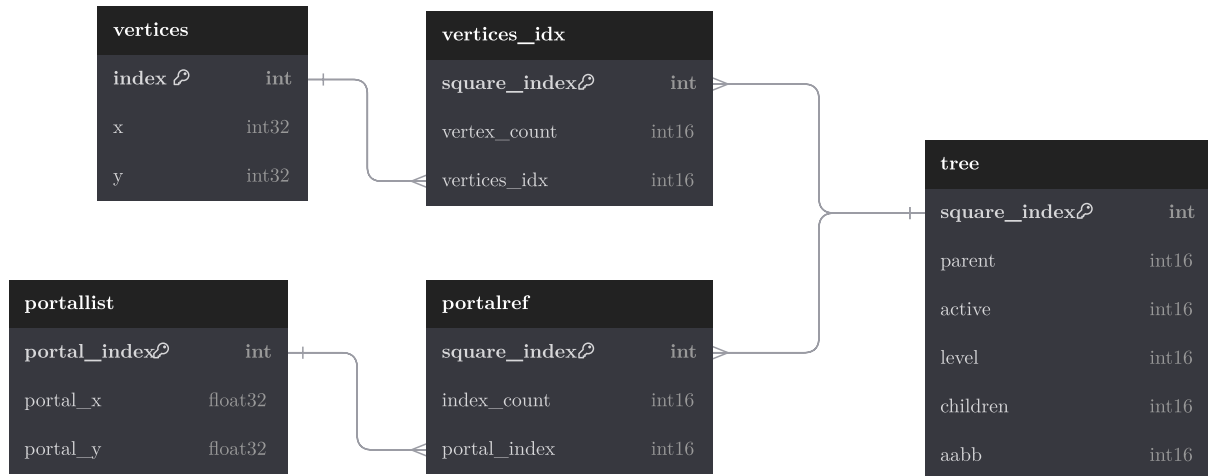 vertices
index int
x int32
y int32
vertices_idx
square_index int
vertex_count int16
vertices_idx int16
portallist
portal_index int
portal_x float32
portal_y float32
portalref
square_index int
index_count int16
portal_index int16
tree
square_index int
parent int16
active int16
level int16
children int16
aabb int16